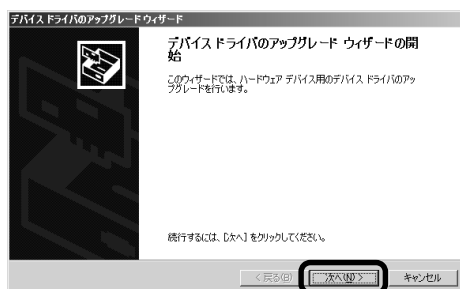 デバイス ドライバのアップグレード ウィザード
デバイス ドライバのアップグレード ウィザードの開
始
このウィザードでは、ハードウェア デバイス用のデバイス ドライバのアッ
プグレードを行います。
続行するには、[次へ] をクリックしてください。
< 戻る(B)
次へ(N) >
キャンセル